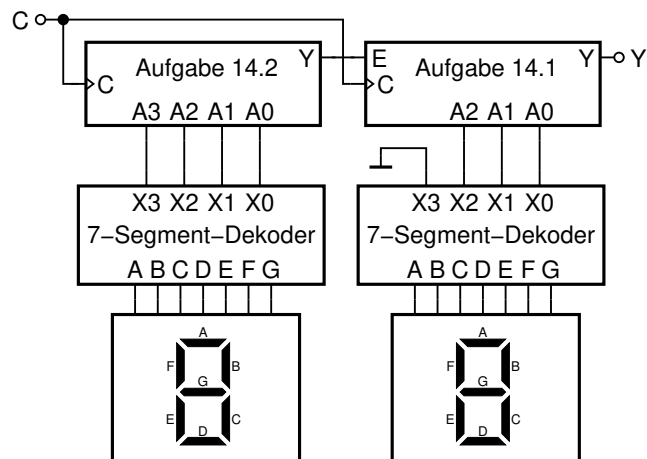 C
Aufgabe 14.2 Y E Aufgabe 14.1 Y Y
C C
A3 A2 A1 A0 A2 A1 A0
X3 X2 X1 X0 X3 X2 X1 X0
7–Segment–Dekoder 7–Segment–Dekoder
A B C D E F G A B C D E F G
A A
F B F B
G G
E C E C
D D